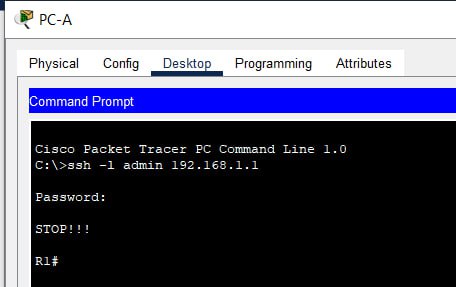 PC-A
Physical Config Desktop Programming Attributes
Command Prompt
Cisco Packet Tracer PC Command Line 1.0
C:\>ssh -l admin 192.168.1.1
Password:
STOP!!!
R1#